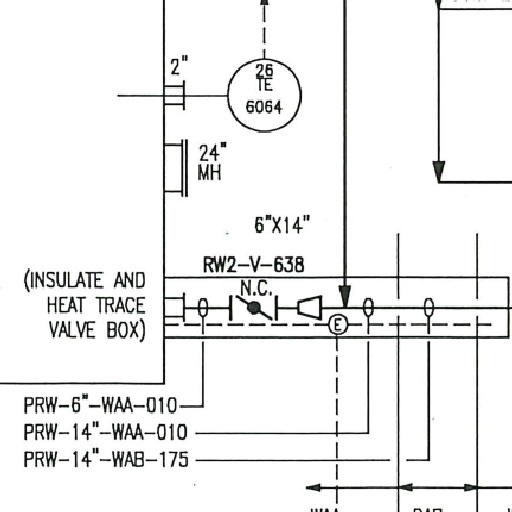 2"
26
TE
6064
24"
MH
6"X14"
RW2-V-638
N.C.
(INSULATE AND
HEAT TRACE
VALVE BOX)
E
PRW-6"-WAA-010
PRW-14"-WAA-010
PRW-14"-WAB-175